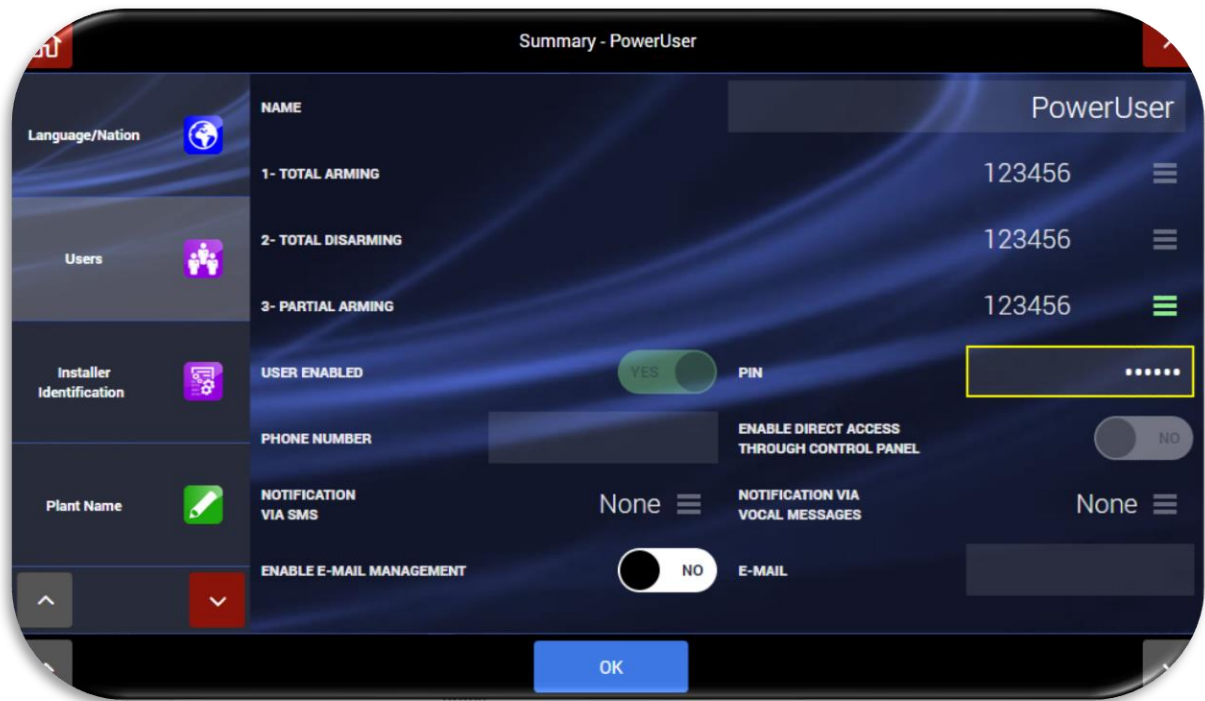 Summary - PowerUser
Language/Nation
Users
Installer
Identification
Plant Name
NAME
PowerUser
1- TOTAL ARMING
123456
2- TOTAL DISARMING
123456
3- PARTIAL ARMING
123456
USER ENABLED
YES
PIN
••••••
PHONE NUMBER
ENABLE DIRECT ACCESS
THROUGH CONTROL PANEL
NO
NOTIFICATION
VIA SMS
None
NOTIFICATION VIA
VOCAL MESSAGES
None
ENABLE E-MAIL MANAGEMENT
NO
E-MAIL
OK